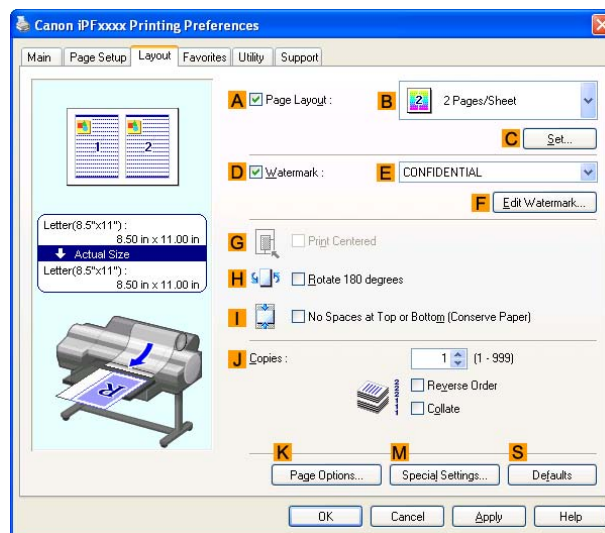 Canon iPFxxxx Printing Preferences
Main Page Setup Layout Favorites Utility Support
A Page Layout : B 2 2 Pages/Sheet
1 2
C Set...
D Watermark : E CONFIDENTIAL
F Edit Watermark...
Letter(8.5"x11") :
8.50 in x 11.00 in
Actual Size
Letter(8.5"x11") :
8.50 in x 11.00 in
G Print Centered
H Rotate 180 degrees
I No Spaces at Top or Bottom (Conserve Paper)
J Copies : 1 (1 - 999)
Reverse Order
Collate
R
K M S
Page Options... Special Settings... Defaults
OK Cancel Apply Help